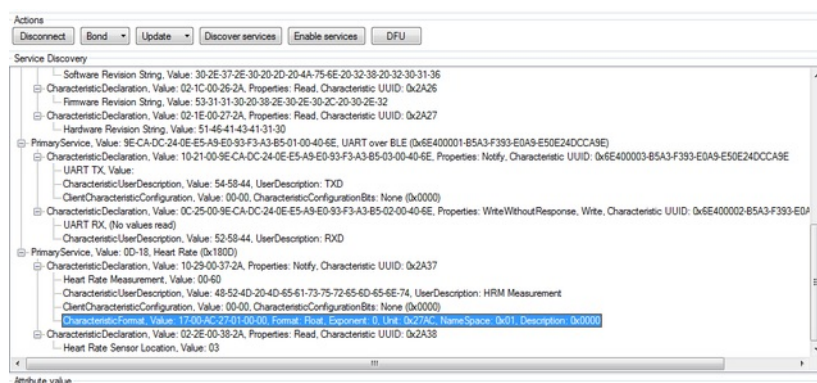 Actions
Disconnect Bond Update Discover services Enable services DFU
Service Discovery
Software Revision String, Value: 30-2E-37-2E-30-20-2D-20-4A-75-6E-20-32-38-20-32-30-31-36
CharacteristicDeclaration, Value: 02-1C-00-26-2A, Properties: Read, Characteristic UUID: 0x2A26
Firmware Revision String, Value: 53-31-31-30-20-38-2E-30-2E-30-2C-20-30-2E-32
CharacteristicDeclaration, Value: 02-1E-00-27-2A, Properties: Read, Characteristic UUID: 0x2A27
Hardware Revision String, Value: 51-46-41-43-41-31-30
PrimaryService, Value: 9E-CA-DC-24-0E-E5-A9-E0-93-F3-A3-B5-01-00-40-6E, UART over BLE (0x6E400001-B5A3-F393-E0A9-E50E24DCCA9E)
CharacteristicDeclaration, Value: 10-21-00-9E-CA-DC-24-0E-E5-A9-E0-93-F3-A3-B5-03-00-40-6E, Properties: Notify, Characteristic UUID: 0x6E400003-B5A3-F393-E0A9-E50E24DCCA9E
UART TX, Value:
CharacteristicUserDescription, Value: 54-58-44, UserDescription: TXD
ClientCharacteristicConfiguration, Value: 00-00, CharacteristicConfigurationBits: None (0x0000)
CharacteristicDeclaration, Value: 0C-25-00-9E-CA-DC-24-0E-E5-A9-E0-93-F3-A3-B5-02-00-40-6E, Properties: WriteWithoutResponse, Write, Characteristic UUID: 0x6E400002-B5A3-F393-E0A
UART RX, (No values read)
CharacteristicUserDescription, Value: 52-58-44, UserDescription: RXD
PrimaryService, Value: 0D-18, Heart Rate (0x180D)
CharacteristicDeclaration, Value: 10-29-00-37-2A, Properties: Notify, Characteristic UUID: 0x2A37
Heart Rate Measurement, Value: 00-60
CharacteristicUserDescription, Value: 48-52-4D-20-4D-65-61-73-75-72-65-6D-65-6E-74, UserDescription: HRM Measurement
ClientCharacteristicConfiguration, Value: 00-00, CharacteristicConfigurationBits: None (0x0000)
CharacteristicFormat, Value: 17-00-AC-27-01-00-00, Format: Float, Exponent: 0, Unit: 0x27AC, NameSpace: 0x01, Description: 0x0000
CharacteristicDeclaration, Value: 02-2E-00-38-2A, Properties: Read, Characteristic UUID: 0x2A38
Heart Rate Sensor Location, Value: 03
Attribute value